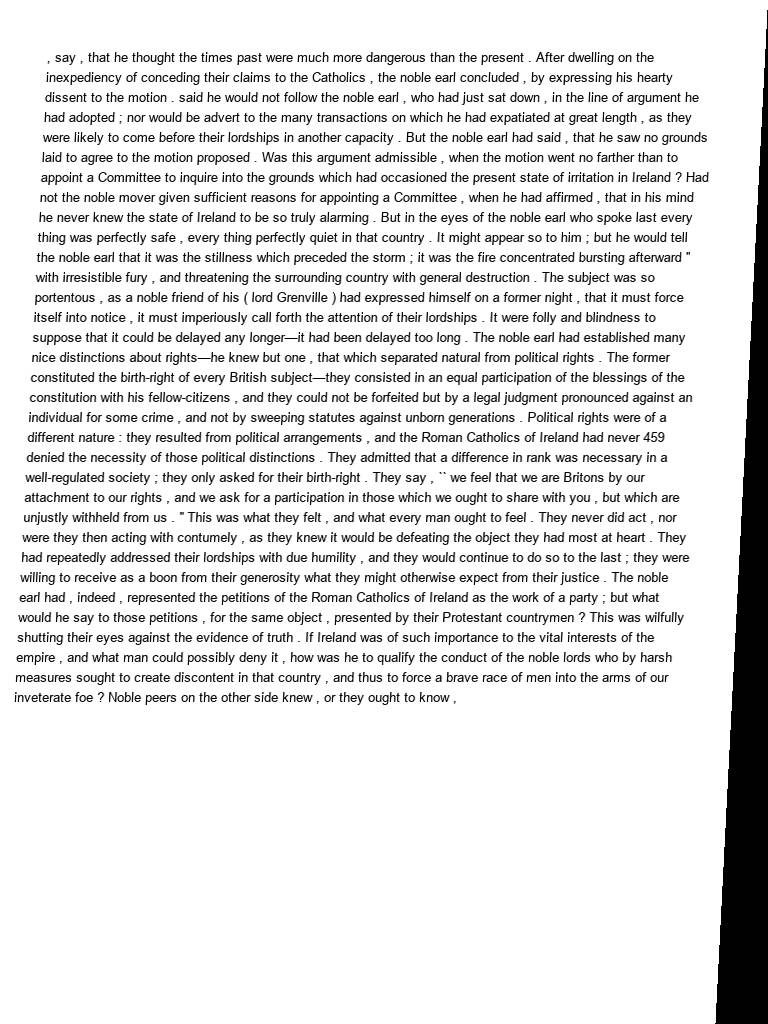 , say , that he thought the times past were much more dangerous than the present . After dwelling on the
inexpediency of conceding their claims to the Catholics , the noble earl concluded , by expressing his hearty
dissent to the motion . said he would not follow the noble earl , who had just sat down , in the line of argument he
had adopted ; nor would be advert to the many transactions on which he had expatiated at great length , as they
were likely to come before their lordships in another capacity . But the noble earl had said , that he saw no grounds
laid to agree to the motion proposed . Was this argument admissible , when the motion went no farther than to
appoint a Committee to inquire into the grounds which had occasioned the present state of irritation in Ireland ? Had
not the noble mover given sufficient reasons for appointing a Committee , when he had affirmed , that in his mind
he never knew the state of Ireland to be so truly alarming . But in the eyes of the noble earl who spoke last every
thing was perfectly safe , every thing perfectly quiet in that country . It might appear so to him ; but he would tell
the noble earl that it was the stillness which preceded the storm ; it was the fire concentrated bursting afterward "
with irresistible fury , and threatening the surrounding country with general destruction . The subject was so
portentous , as a noble friend of his ( lord Grenville ) had expressed himself on a former night , that it must force
itself into notice , it must imperiously call forth the attention of their lordships . It were folly and blindness to
suppose that it could be delayed any longer—it had been delayed too long . The noble earl had established many
nice distinctions about rights—he knew but one , that which separated natural from political rights . The former
constituted the birth-right of every British subject—they consisted in an equal participation of the blessings of the
constitution with his fellow-citizens , and they could not be forfeited but by a legal judgment pronounced against an
individual for some crime , and not by sweeping statutes against unborn generations . Political rights were of a
different nature : they resulted from political arrangements , and the Roman Catholics of Ireland had never 459
denied the necessity of those political distinctions . They admitted that a difference in rank was necessary in a
well-regulated society ; they only asked for their birth-right . They say , `` we feel that we are Britons by our
attachment to our rights , and we ask for a participation in those which we ought to share with you , but which are
unjustly withheld from us . " This was what they felt , and what every man ought to feel . They never did act , nor
were they then acting with contumely , as they knew it would be defeating the object they had most at heart . They
had repeatedly addressed their lordships with due humility , and they would continue to do so to the last ; they were
willing to receive as a boon from their generosity what they might otherwise expect from their justice . The noble
earl had , indeed , represented the petitions of the Roman Catholics of Ireland as the work of a party ; but what
would he say to those petitions , for the same object , presented by their Protestant countrymen ? This was wilfully
shutting their eyes against the evidence of truth . If Ireland was of such importance to the vital interests of the
empire , and what man could possibly deny it , how was he to qualify the conduct of the noble lords who by harsh
measures sought to create discontent in that country , and thus to force a brave race of men into the arms of our
inveterate foe ? Noble peers on the other side knew , or they ought to know ,